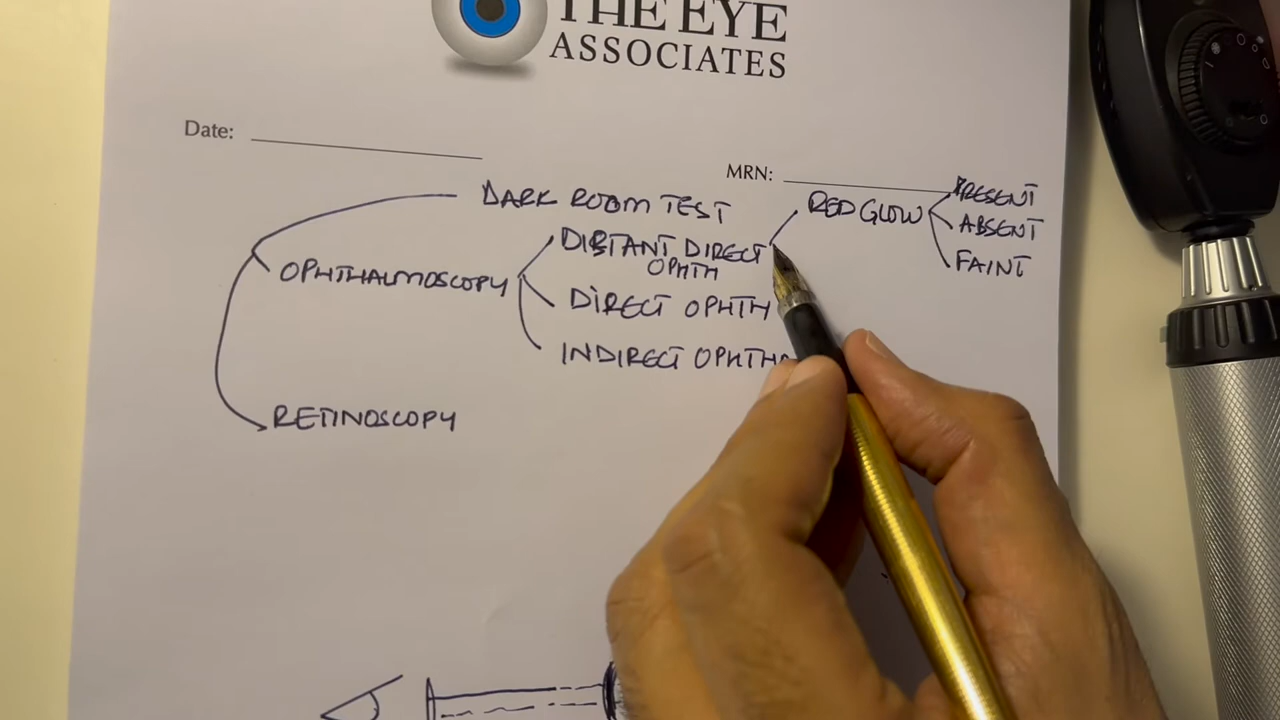 THE EYE
ASSOCIATES
Date:
MRN:
DARK ROOM TEST
OPHTHALMOSCOPY
DISTANT DIRECT
OPHTH
DIRECT OPHTH
INDIRECT OPHTH
RED GLOW
PRESENT
ABSENT
FAINT
RETINOSCOPY